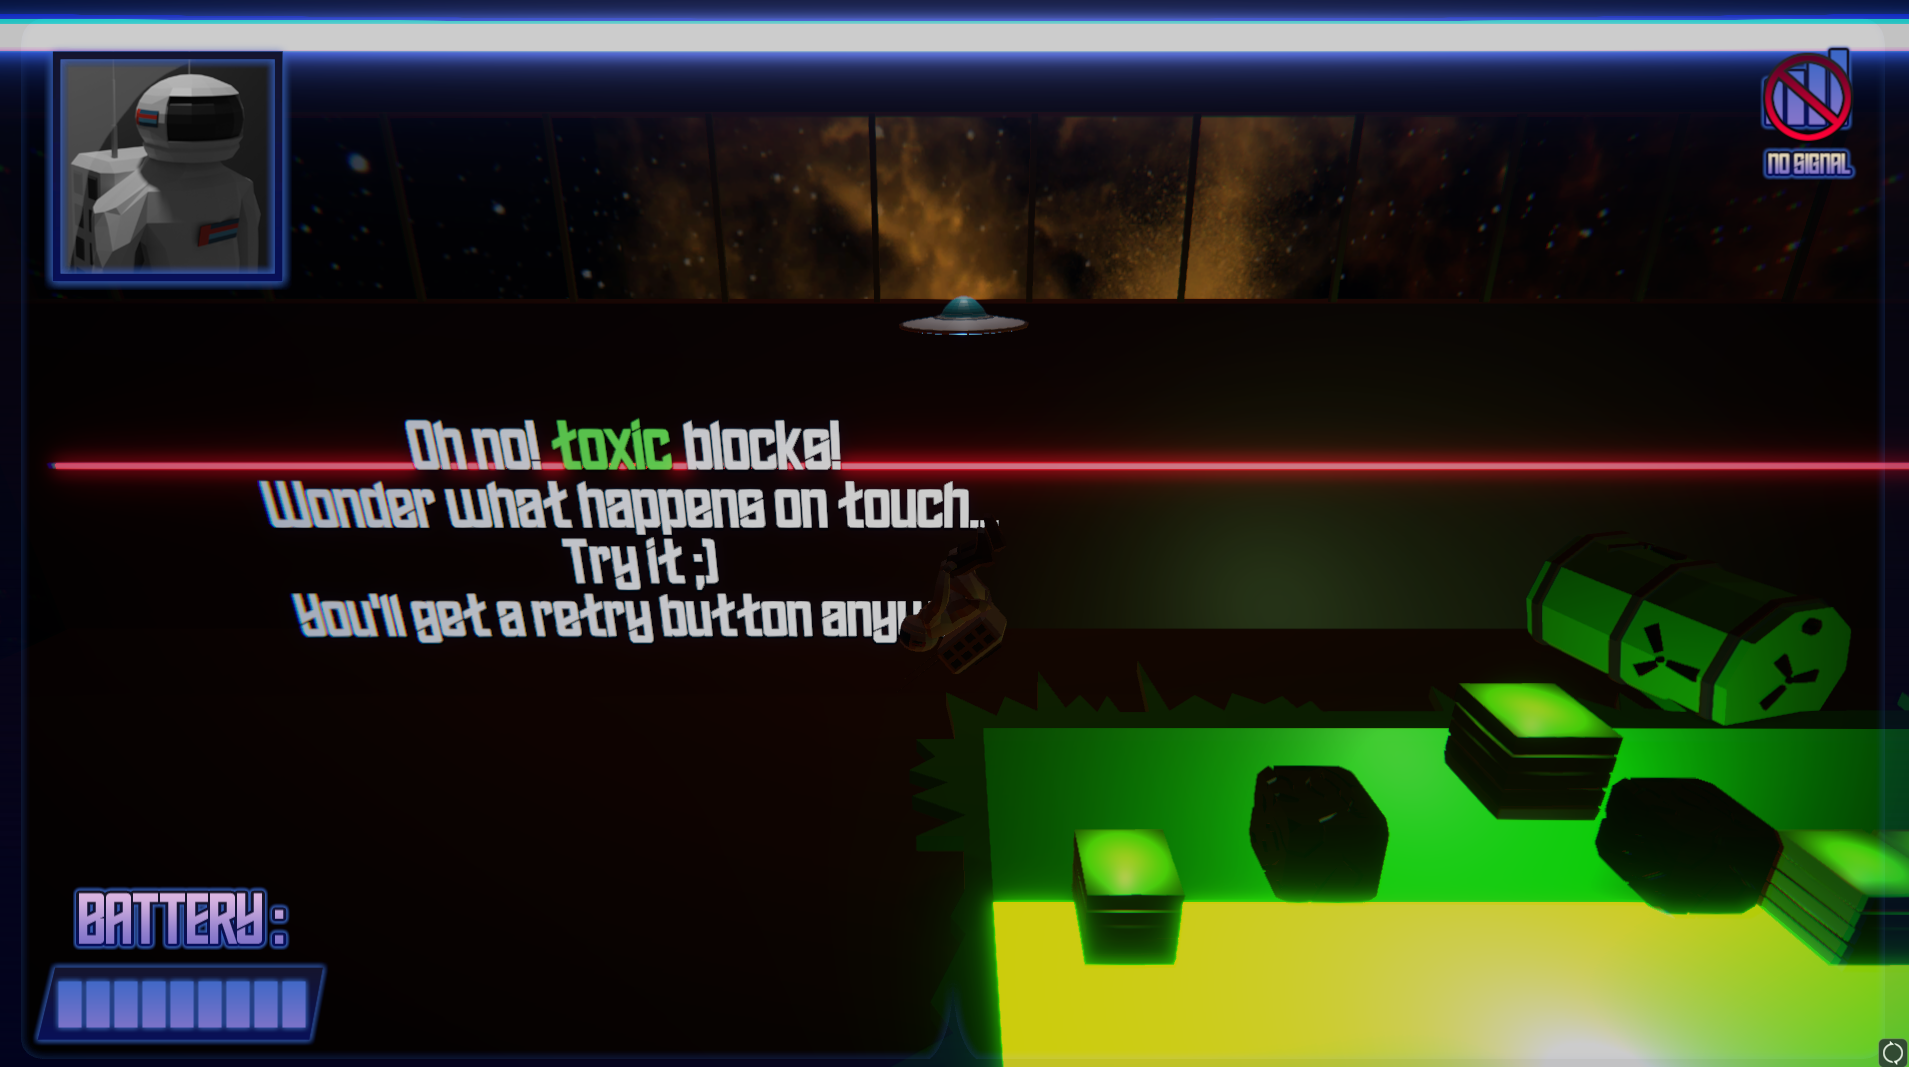 NO SIGNAL
Oh no! toxic blocks!
Wonder what happens on touch...
Try it ;)
You'll get a retry button
BATTERY: